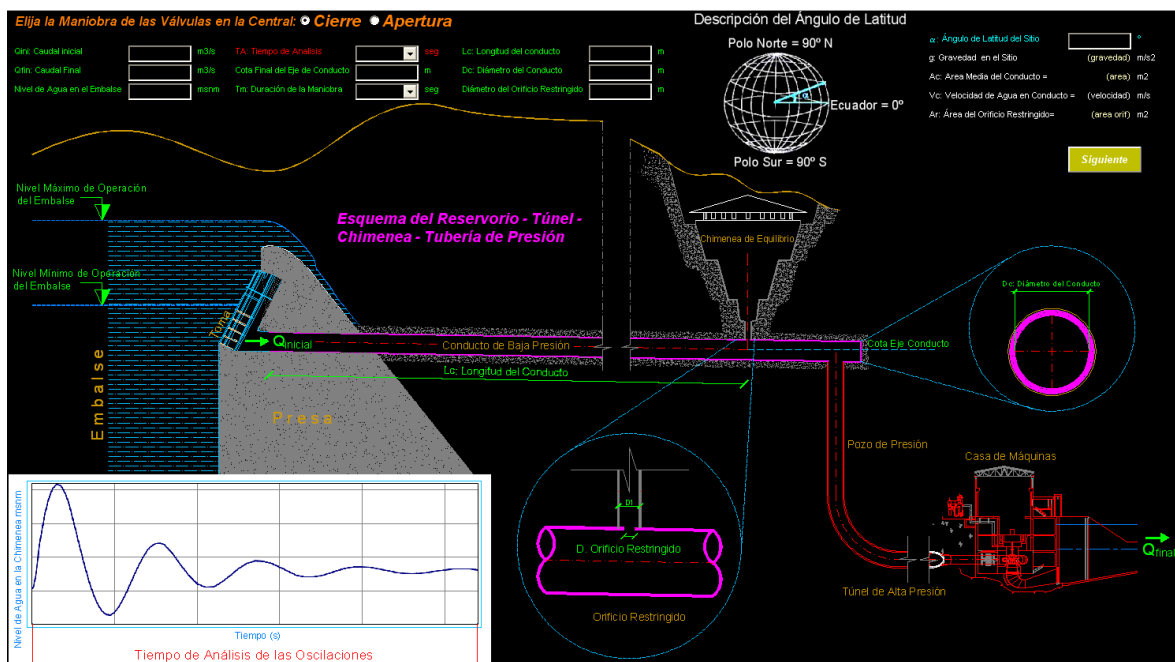 Elija la Maniobra de las Válvulas en la Central: Cierre Apertura
Descripción del Ángulo de Latitud
Qini: Caudal inicial m3/s
TA: Tiempo de Analisis seg
Lc: Longitud del conducto m
Qfin: Caudal Final m3/s
Cota Final del Eje de Conducto m
Dc: Diámetro del Conducto m
Nivel de Agua en el Embalse msnm
Tm: Duración de la Maniobra seg
Diámetro del Orificio Restringido m
Polo Norte = 90º N
α
Ecuador = 0º
Polo Sur = 90º S
α: Ángulo de Latitud del Sitio °
g: Gravedad en el Sitio (gravedad) m/s2
Ac: Area Media del Conducto = (area) m2
Vc: Velocidad de Agua en Conducto = (velocidad) m/s
Ar: Área del Orificio Restringido= (area orif) m2
Siguiente
Nivel Máximo de Operación
del Embalse
Esquema del Reservorio - Túnel -
Chimenea - Tubería de Presión
Chimenea de Equilibrio
Nivel Mínimo de Operación
del Embalse
Toma
Qinicial
Conducto de Baja Presión
Cota Eje Conducto
Dc: Diámetro del Conducto
Lc: Longitud del Conducto
Embalse
Presa
Pozo de Presión
Casa de Máquinas
D1
D. Orificio Restringido
Orificio Restringido
Túnel de Alta Presión
Qfinal
Nivel de Agua en la Chimenea msnm
Tiempo (s)
Tiempo de Análisis de las Oscilaciones